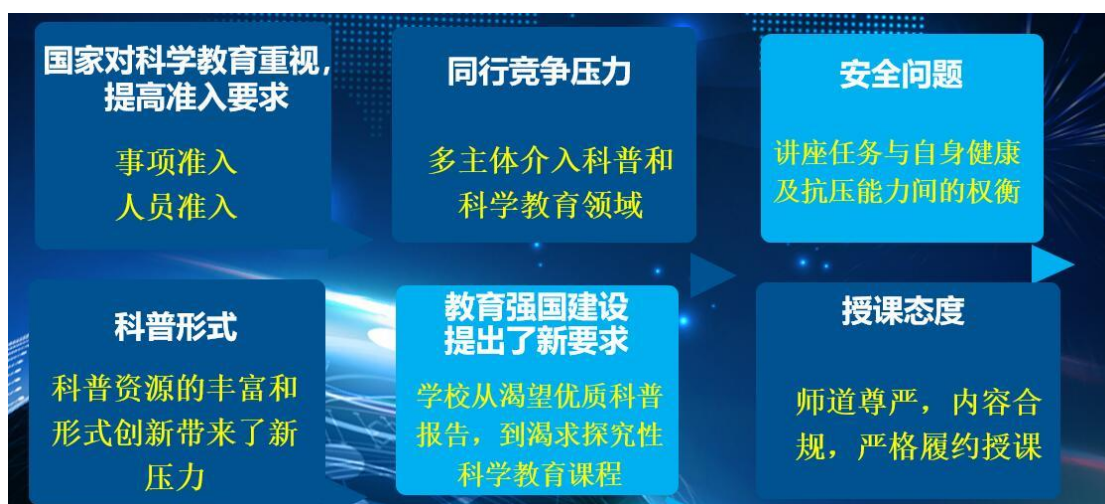 国家对科学教育重视，
提高准入要求
事项准入
人员准入
同行竞争压力
多主体介入科普和
科学教育领域
安全问题
讲座任务与自身健康
及抗压能力间的权衡
科普形式
科普资源的丰富和
形式创新带来了新
压力
教育强国建设
提出了新要求
学校从渴望优质科普
报告，到渴求探究性
科学教育课程
授课态度
师道尊严，内容合
规，严格履约授课